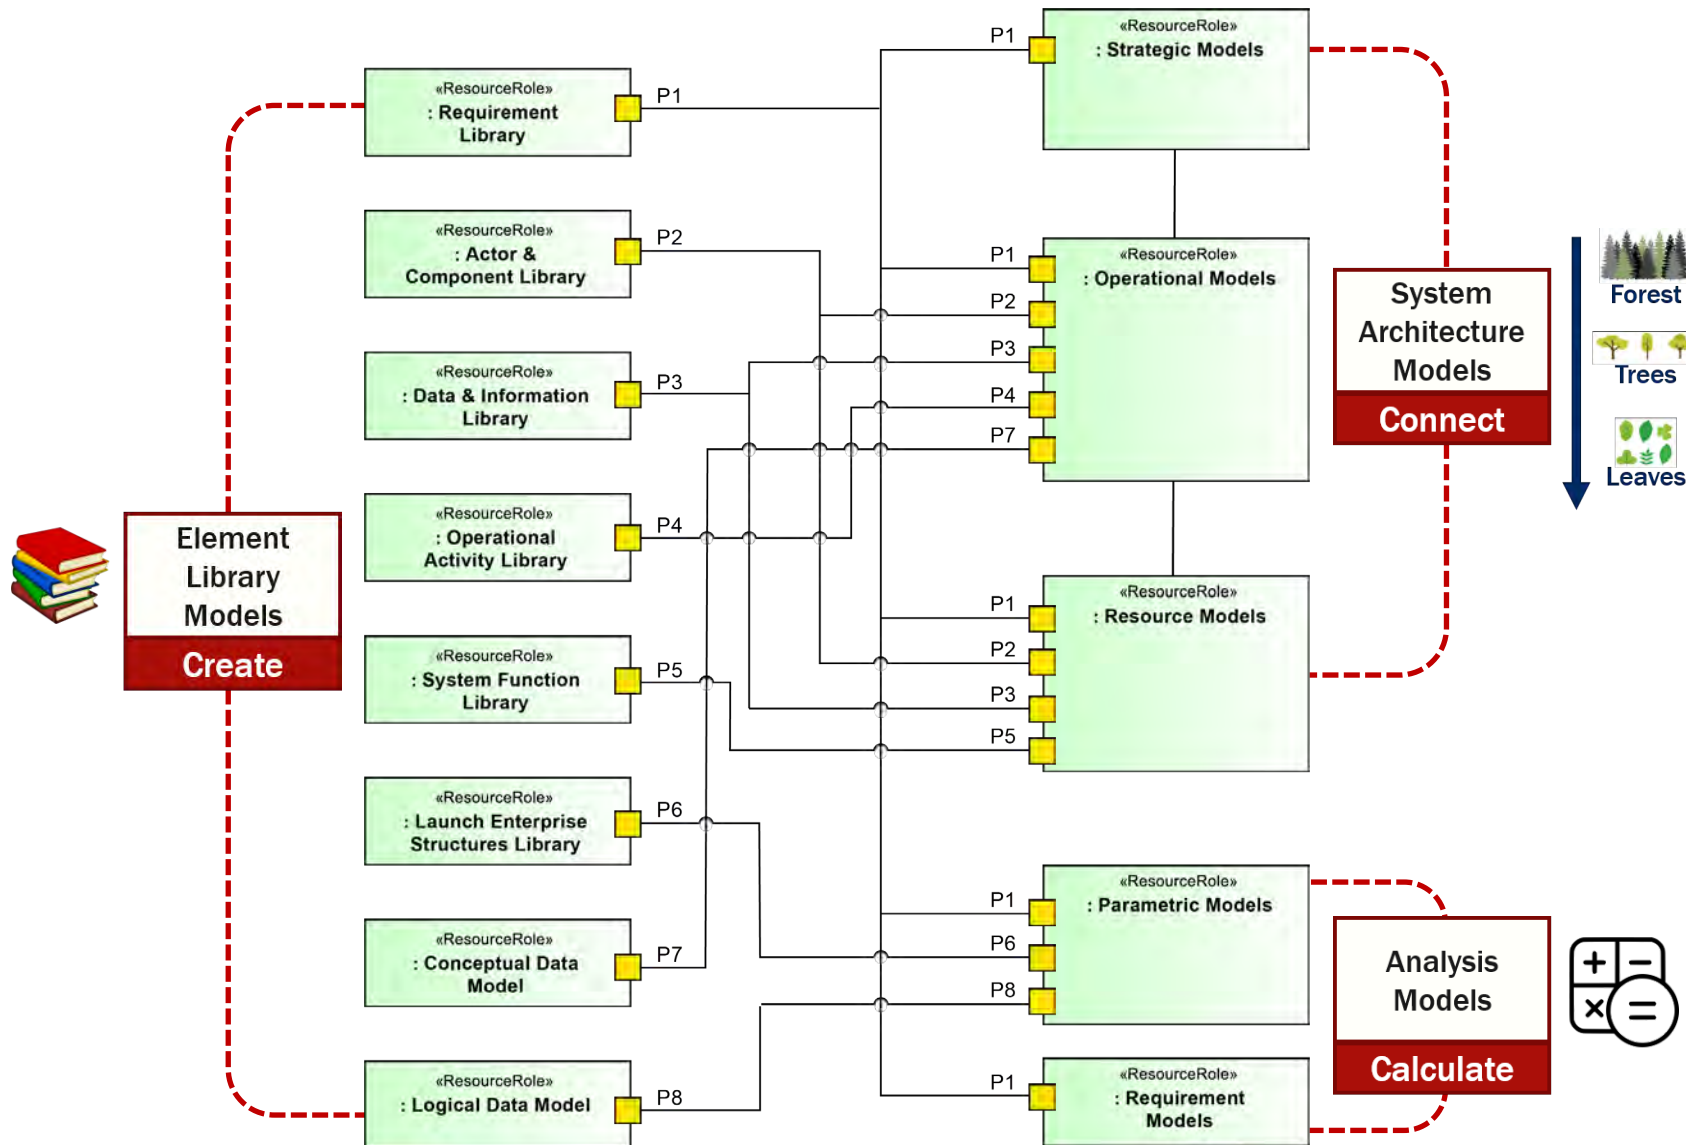 «ResourceRole»
: Requirement
Library
P1
«ResourceRole»
: Actor &
Component Library
P2
«ResourceRole»
: Data & Information
Library
P3
«ResourceRole»
: Operational
Activity Library
P4
«ResourceRole»
: System Function
Library
P5
«ResourceRole»
: Launch Enterprise
Structures Library
P6
«ResourceRole»
: Conceptual Data
Model
P7
«ResourceRole»
: Logical Data Model
P8
Element
Library
Models
Create
P1
«ResourceRole»
: Strategic Models
«ResourceRole»
: Operational Models
P1
P2
P3
P4
P7
«ResourceRole»
: Resource Models
P1
P2
P3
P5
«ResourceRole»
: Parametric Models
P1
P6
P8
«ResourceRole»
: Requirement
Models
P1
System
Architecture
Models
Connect
Forest
Trees
Leaves
Analysis
Models
Calculate